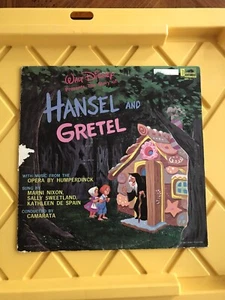 WALT DISNEY
HANSEL AND
GRETEL
WITH MUSIC FROM THE
OPERA BY HUMPERDINCK
SUNG BY
MARNI NIXON,
SALLY SWEETLAND,
KATHLEEN DE SPAIN
CONDUCTED BY
CAMARATA